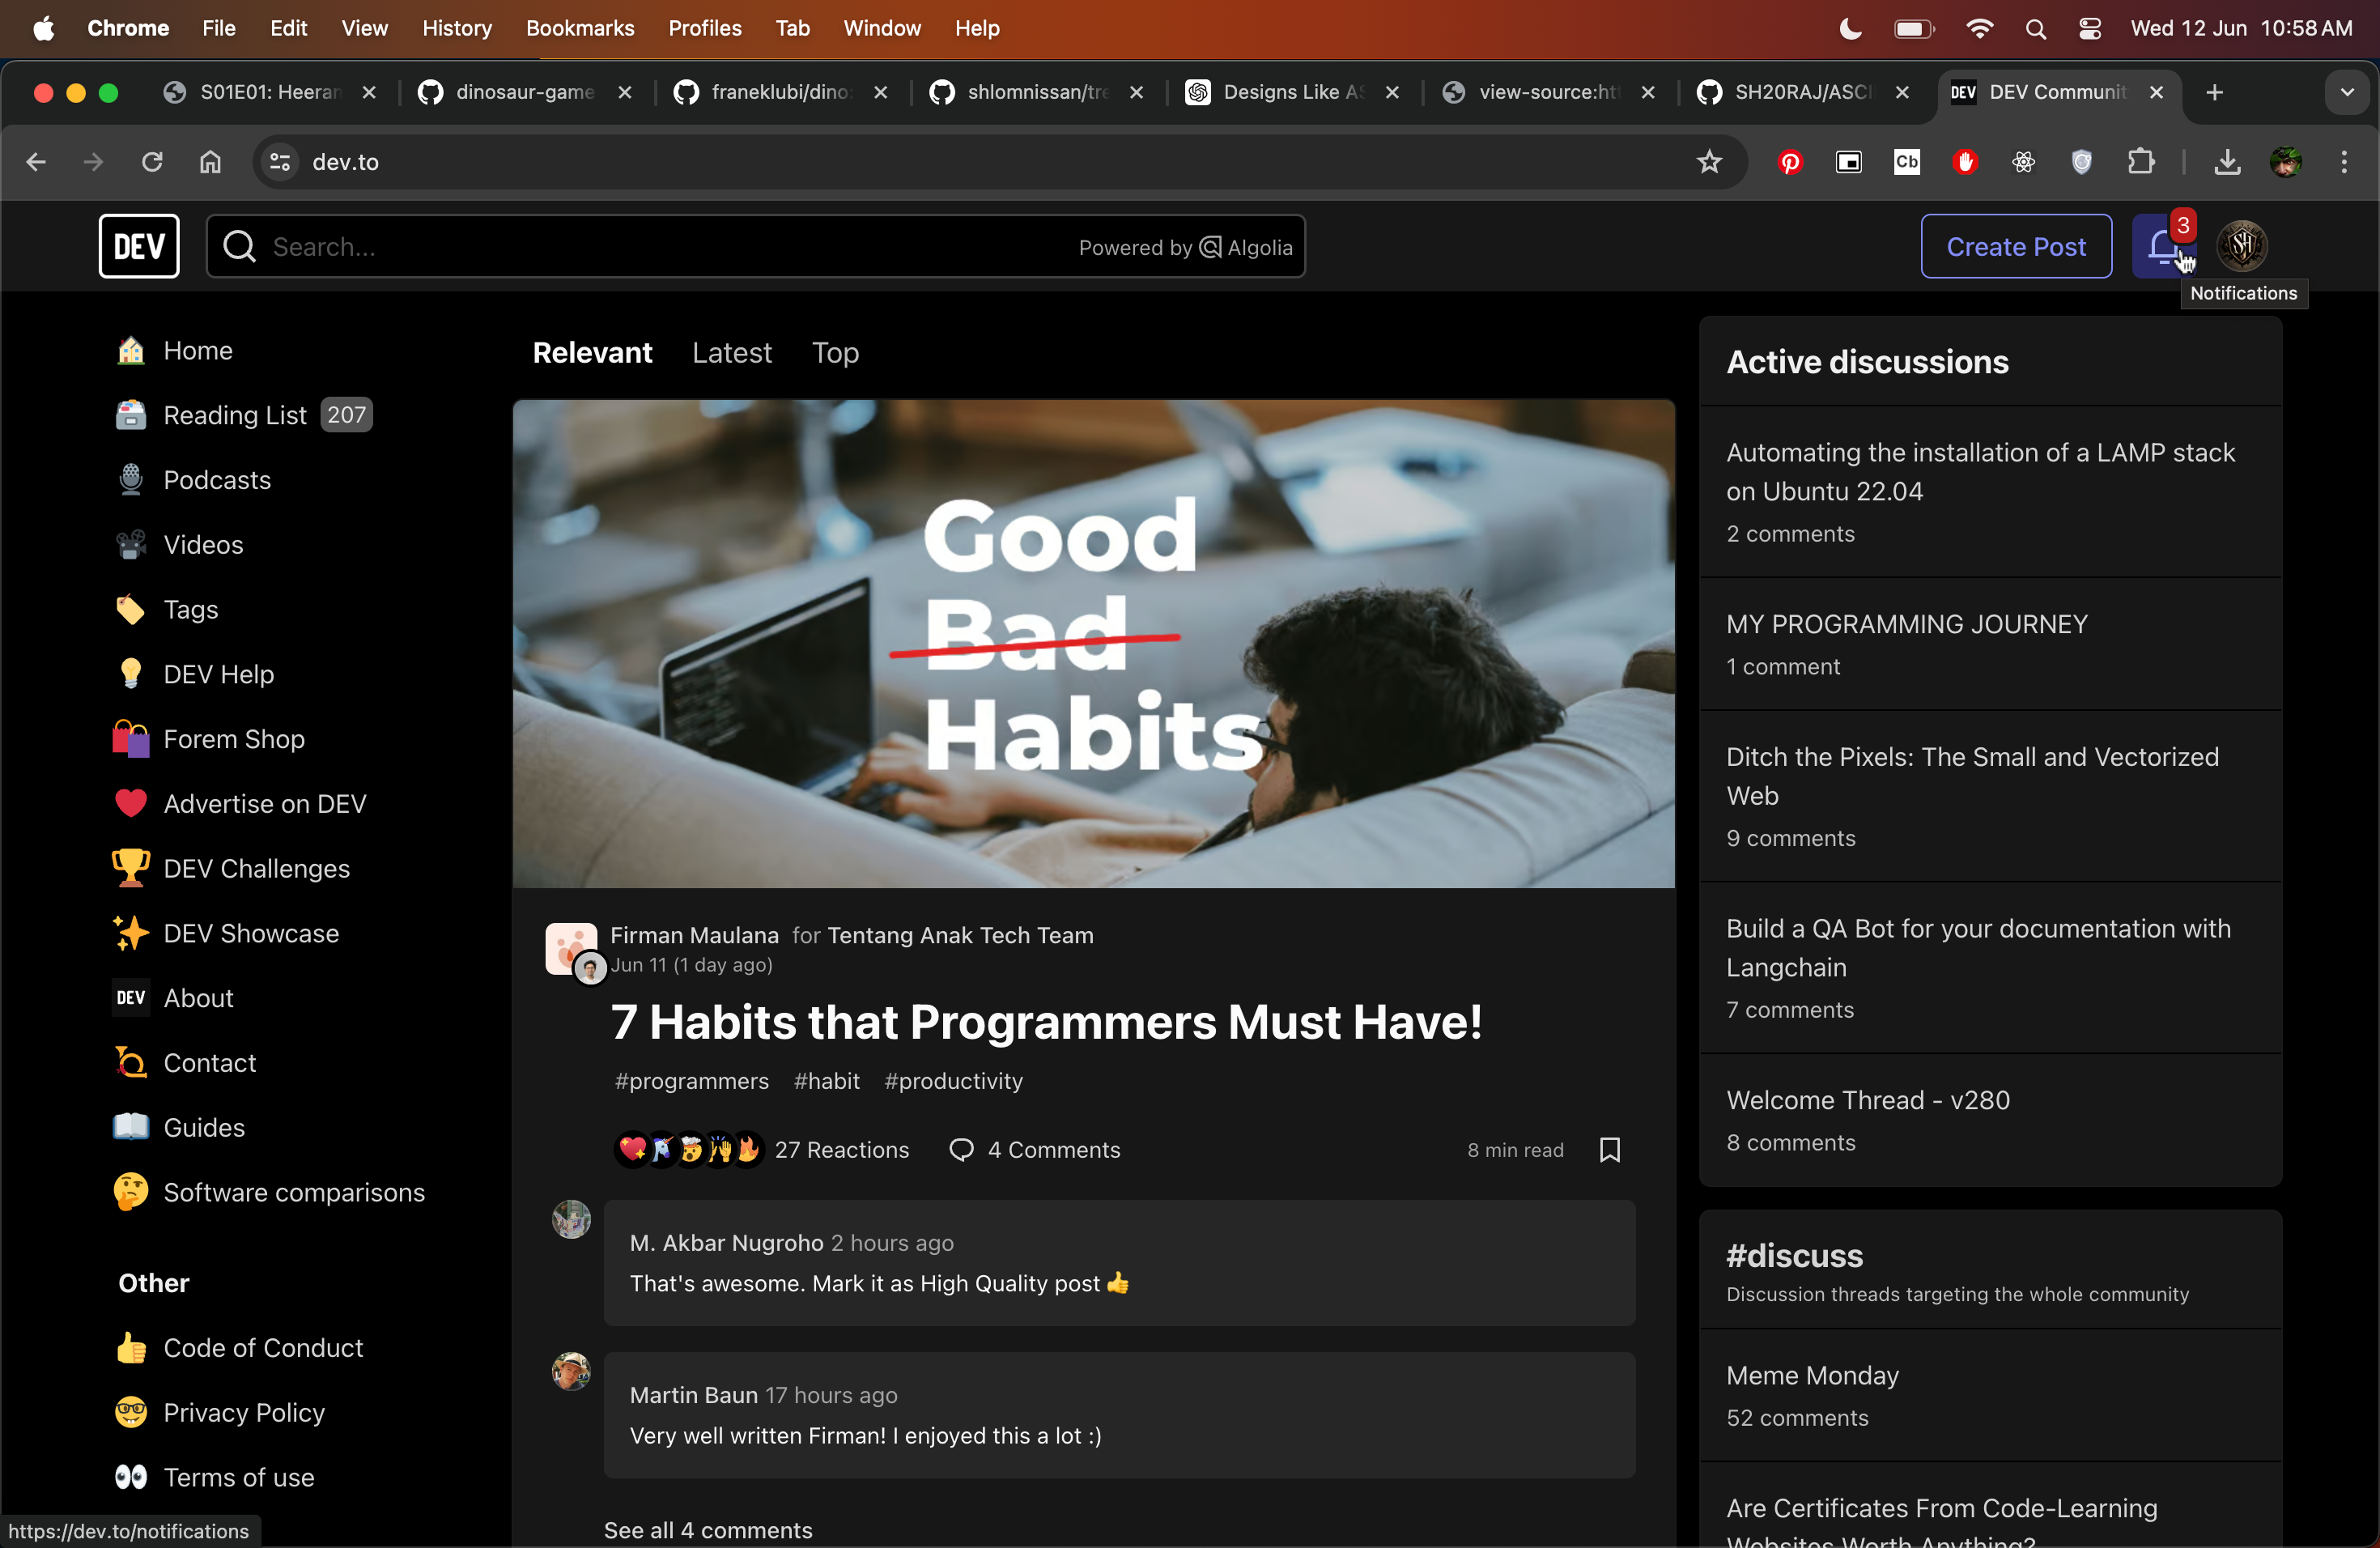 Chrome File Edit View History Bookmarks Profiles Tab Window Help Wed 12 Jun 10:58 AM
S01E01: Heeran dinosaur-game franeklubi/dino shlomnissan/tre Designs Like AS view-source:htt SH20RAJ/ASCI DEV DEV Communit
dev.to
Cb
DEV Search... Powered by Algolia Create Post 3
Notifications
Home
Reading List 207
Podcasts
Videos
Tags
DEV Help
Forem Shop
Advertise on DEV
DEV Challenges
DEV Showcase
DEV About
Contact
Guides
Software comparisons
Other
Code of Conduct
Privacy Policy
Terms of use
https://dev.to/notifications
Relevant Latest Top
Good
Bad
Habits
Firman Maulana for Tentang Anak Tech Team
Jun 11 (1 day ago)
7 Habits that Programmers Must Have!
#programmers #habit #productivity
27 Reactions 4 Comments 8 min read
M. Akbar Nugroho 2 hours ago
That's awesome. Mark it as High Quality post 👍
Martin Baun 17 hours ago
Very well written Firman! I enjoyed this a lot :)
See all 4 comments
Active discussions
Automating the installation of a LAMP stack
on Ubuntu 22.04
2 comments
MY PROGRAMMING JOURNEY
1 comment
Ditch the Pixels: The Small and Vectorized
Web
9 comments
Build a QA Bot for your documentation with
Langchain
7 comments
Welcome Thread - v280
8 comments
#discuss
Discussion threads targeting the whole community
Meme Monday
52 comments
Are Certificates From Code-Learning
Websites Worth Anything?